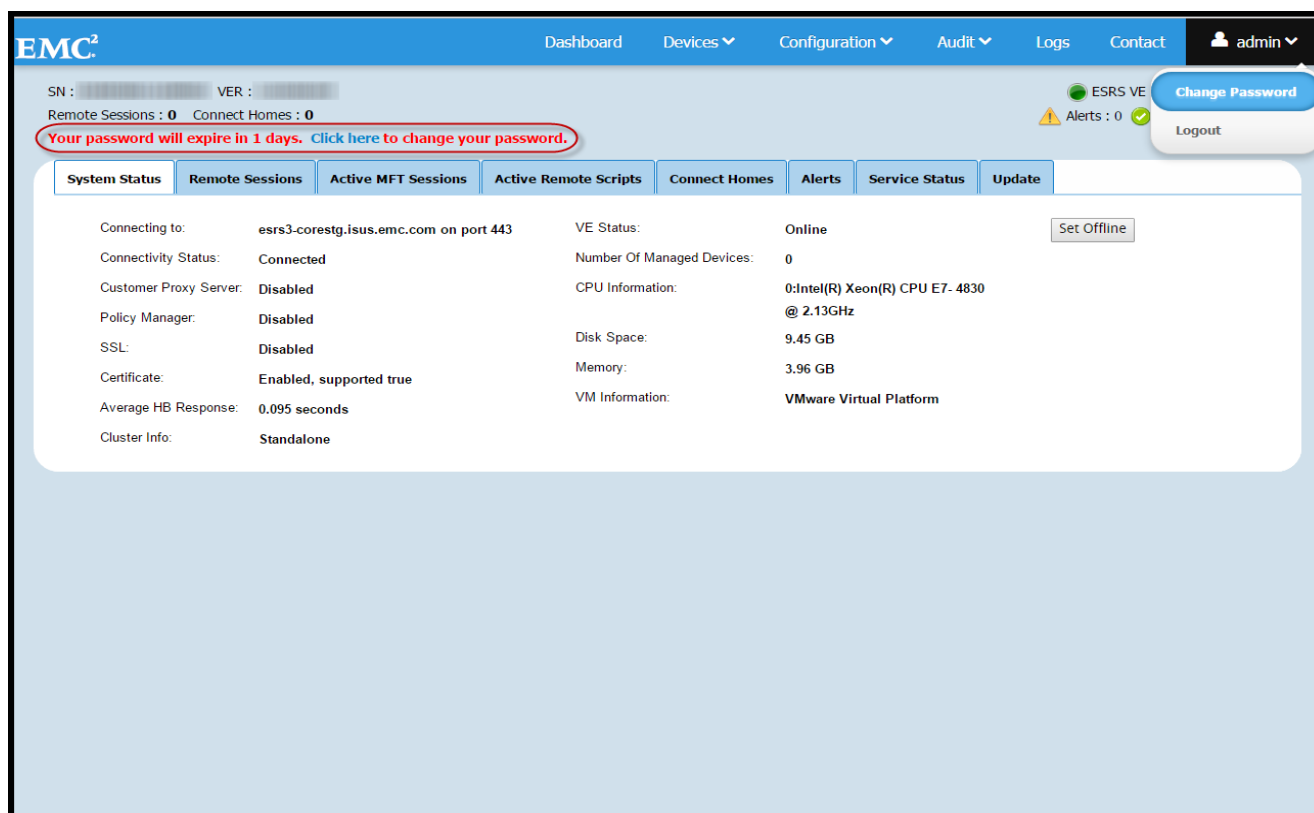 EMC²
Dashboard Devices Configuration Audit Logs Contact admin
SN : VER : ESRS VE Change Password
Remote Sessions : 0 Connect Homes : 0 Alerts : 0
Logout
Your password will expire in 1 days. Click here to change your password.
System Status Remote Sessions Active MFT Sessions Active Remote Scripts Connect Homes Alerts Service Status Update
Connecting to: esrs3-corestg.isus.emc.com on port 443 VE Status: Online Set Offline
Connectivity Status: Connected Number Of Managed Devices: 0
Customer Proxy Server: Disabled CPU Information: 0:Intel(R) Xeon(R) CPU E7- 4830
@ 2.13GHz
Policy Manager: Disabled
SSL: Disabled Disk Space: 9.45 GB
Certificate: Enabled, supported true Memory: 3.96 GB
Average HB Response: 0.095 seconds VM Information: VMware Virtual Platform
Cluster Info: Standalone